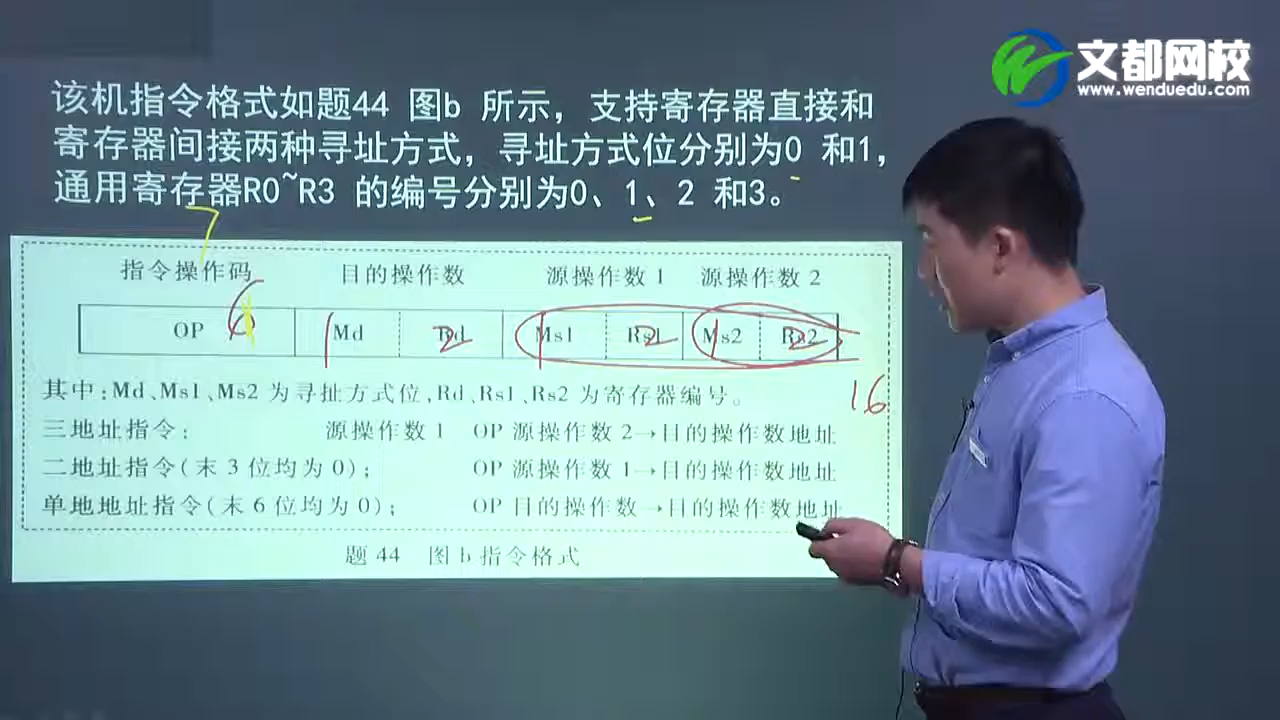 文都网校
www.wenduedu.com
该机指令格式如题44 图b 所示，支持寄存器直接和
寄存器间接两种寻址方式，寻址方式位分别为0 和1，
通用寄存器R0~R3 的编号分别为0、1、2 和3。
7
指令操作码 目的操作数 源操作数 1 源操作数 2
OP 6 1 Md Rd 2 1 Ms1 Rs1 2 1 Ms2 Rs2 2
16
其中:Md、Ms1、Ms2 为寻扯方式位,Rd、Rs1、Rs2 为寄存器编号。
三地址指令: 源操作数 1 OP 源操作数 2→目的操作数地址
二地址指令(末 3 位均为 0); OP 源操作数 1→目的操作数地址
单地地址指令(末 6 位均为 0); OP 目的操作数→目的操作数地址
题 44 图 b 指令格式